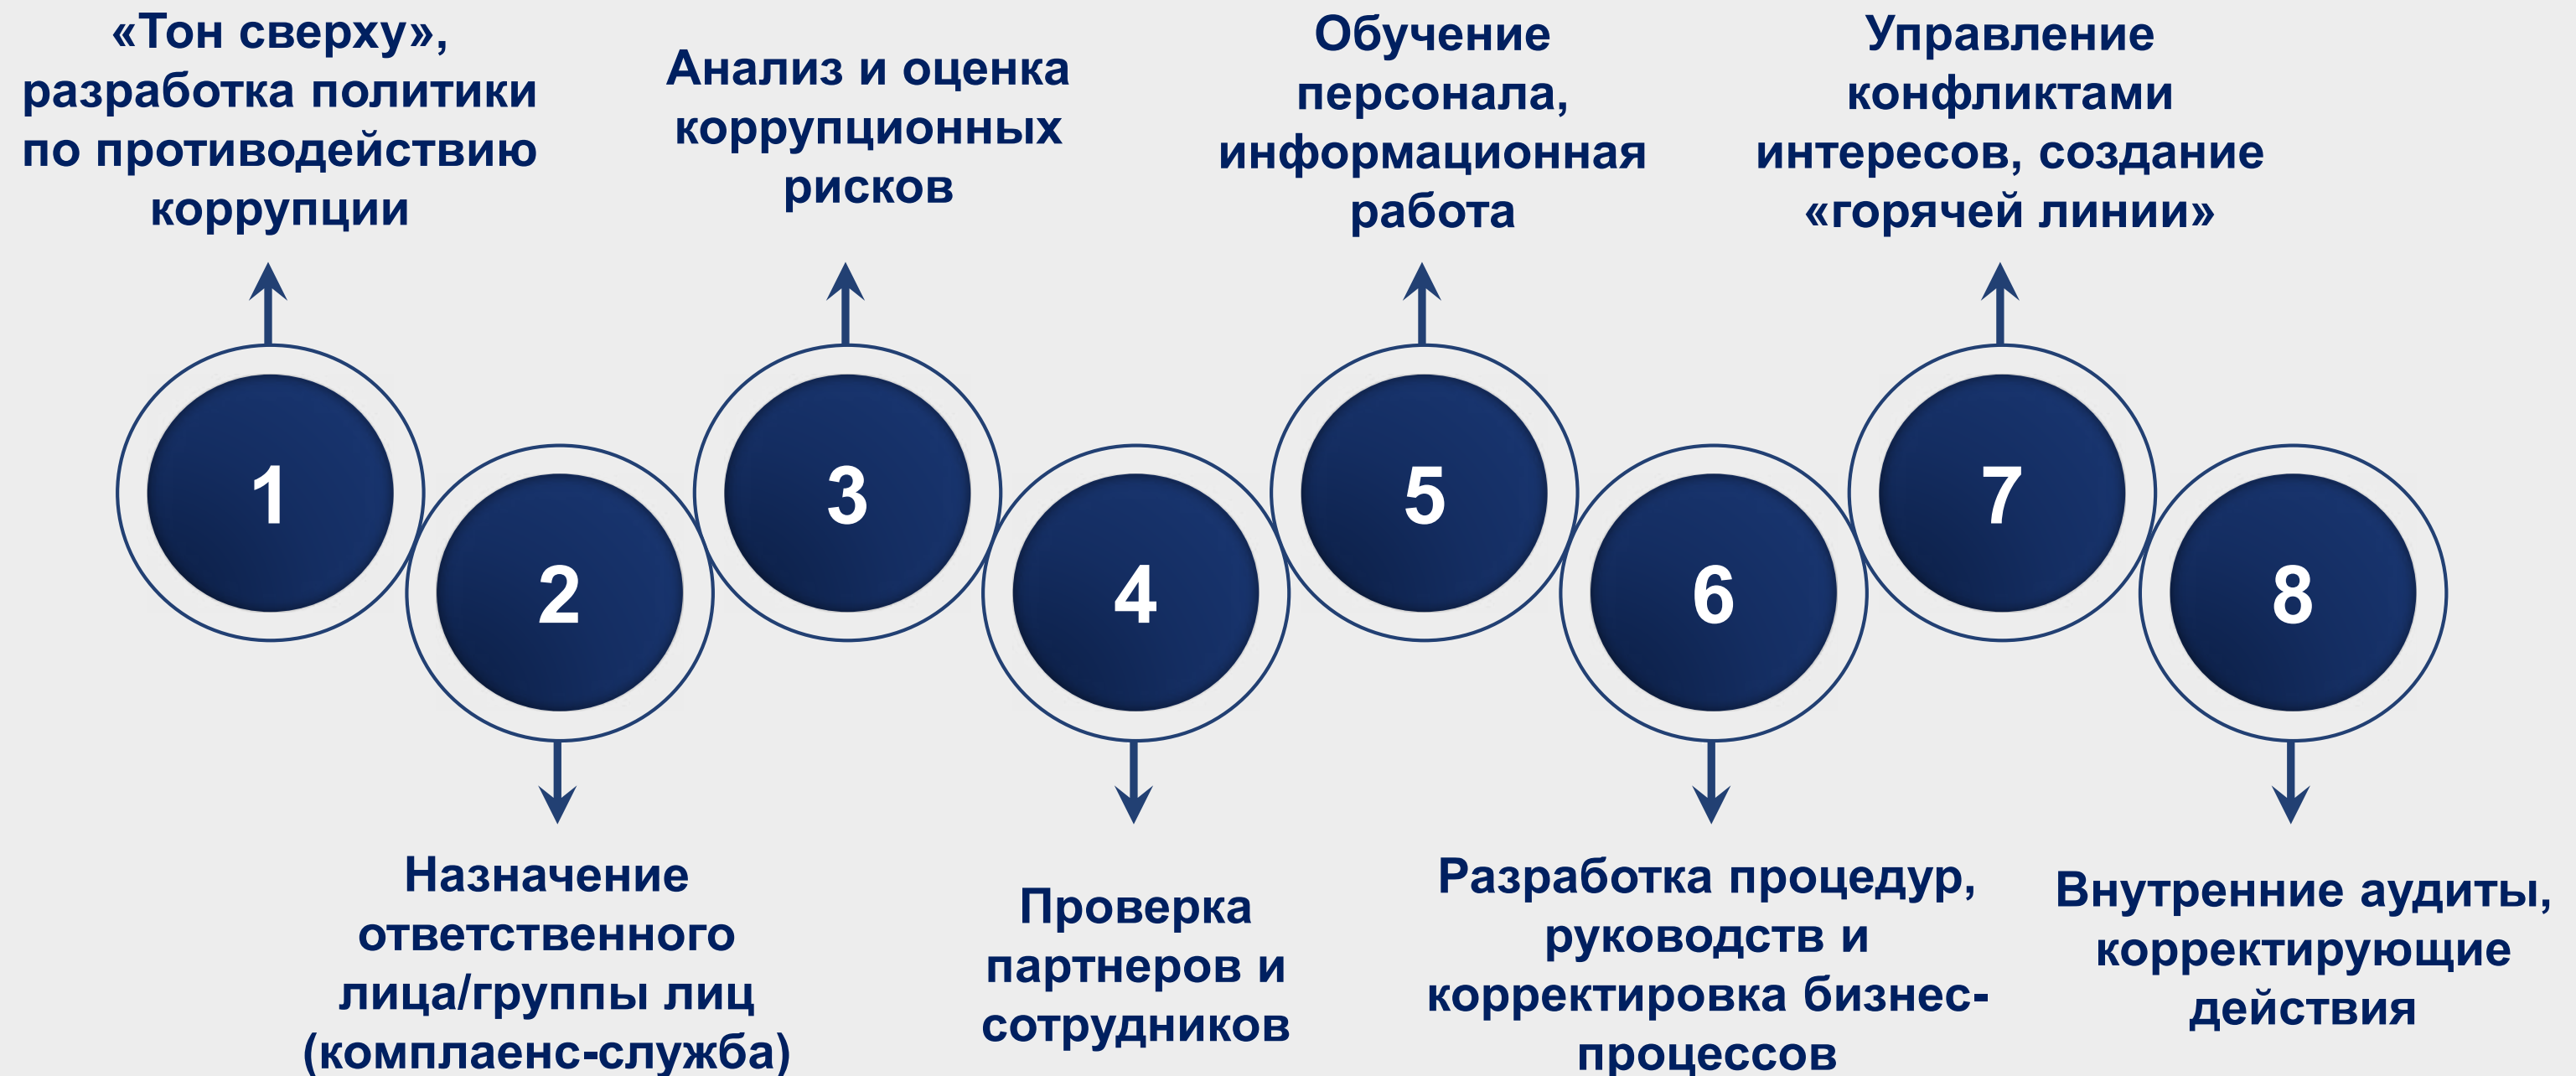 «Тон сверху»,
разработка политики
по противодействию
коррупции
1
Назначение
ответственного
лица/группы лиц
(комплаенс-служба)
2
Анализ и оценка
коррупционных
рисков
3
Проверка
партнеров и
сотрудников
4
Обучение
персонала,
информационная
работа
5
Разработка процедур,
руководств и
корректировка бизнес-
процессов
6
Управление
конфликтами
интересов, создание
«горячей линии»
7
Внутренние аудиты,
корректирующие
действия
8